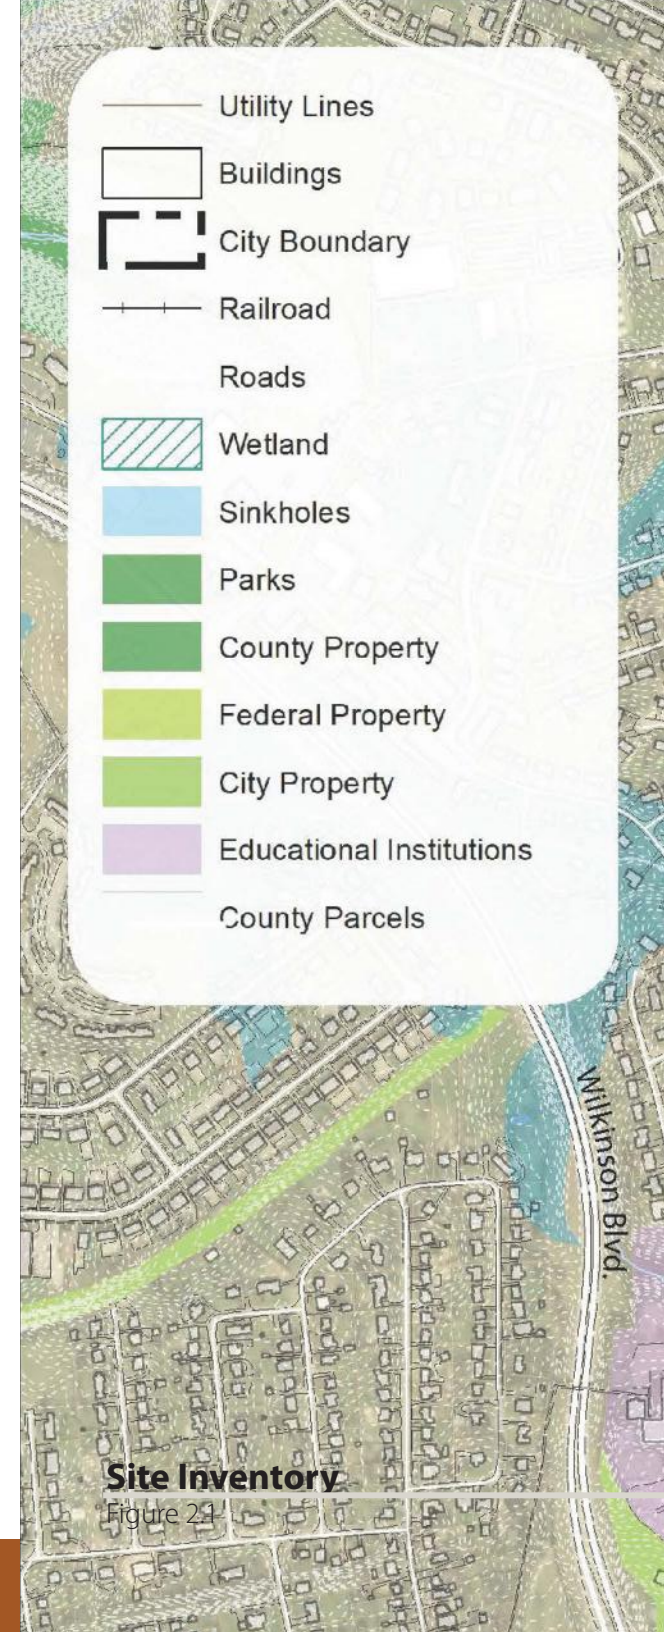 Utility Lines
Buildings
City Boundary
Railroad
Roads
Wetland
Sinkholes
Parks
County Property
Federal Property
City Property
Educational Institutions
County Parcels
Wilkinson Blvd.
Site Inventory
Figure 2.1